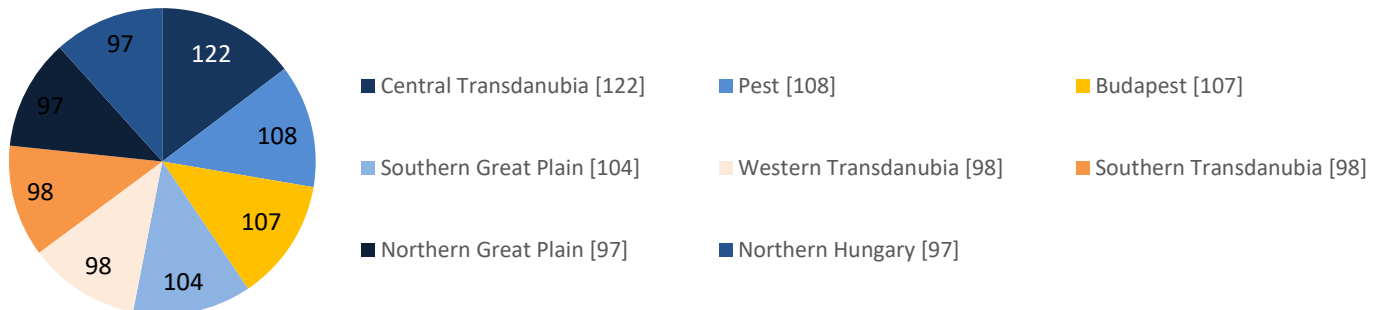 97
122
97
108
98
107
98
104
Central Transdanubia [122]
Pest [108]
Budapest [107]
Southern Great Plain [104]
Western Transdanubia [98]
Southern Transdanubia [98]
Northern Great Plain [97]
Northern Hungary [97]